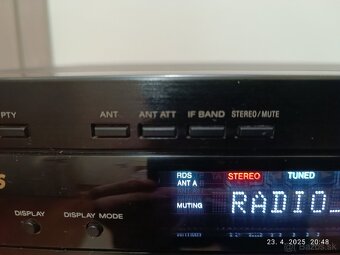 PTY ANT ANT ATT IF BAND STEREO/MUTE
S
RDS STEREO TUNED
ANT A
MUTING RADIO_
DISPLAY DISPLAY MODE
23. 4. 2025 20:48